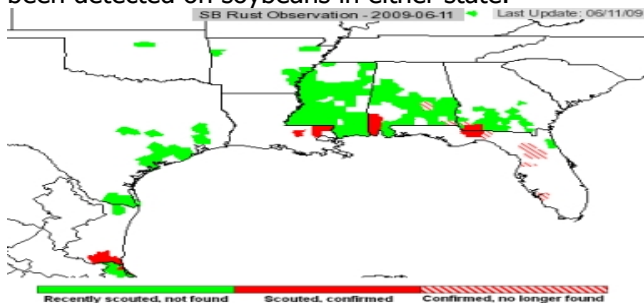 been detected on soybeans in either state.
SB Rust Observation - 2009-06-11
Last Update: 06/11/09
Recently scouted, not found
Scouted, confirmed
Confirmed, no longer found